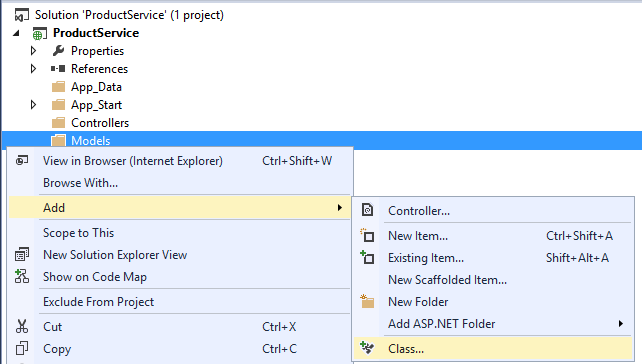 Solution 'ProductService' (1 project)
ProductService
Properties
References
App_Data
App_Start
Controllers
Models
View in Browser (Internet Explorer) Ctrl+Shift+W
Browse With...
Add
Scope to This
New Solution Explorer View
Show on Code Map
Exclude From Project
Cut Ctrl+X
Copy Ctrl+C
Controller...
New Item... Ctrl+Shift+A
Existing Item... Shift+Alt+A
New Scaffolded Item...
New Folder
Add ASP.NET Folder
Class...